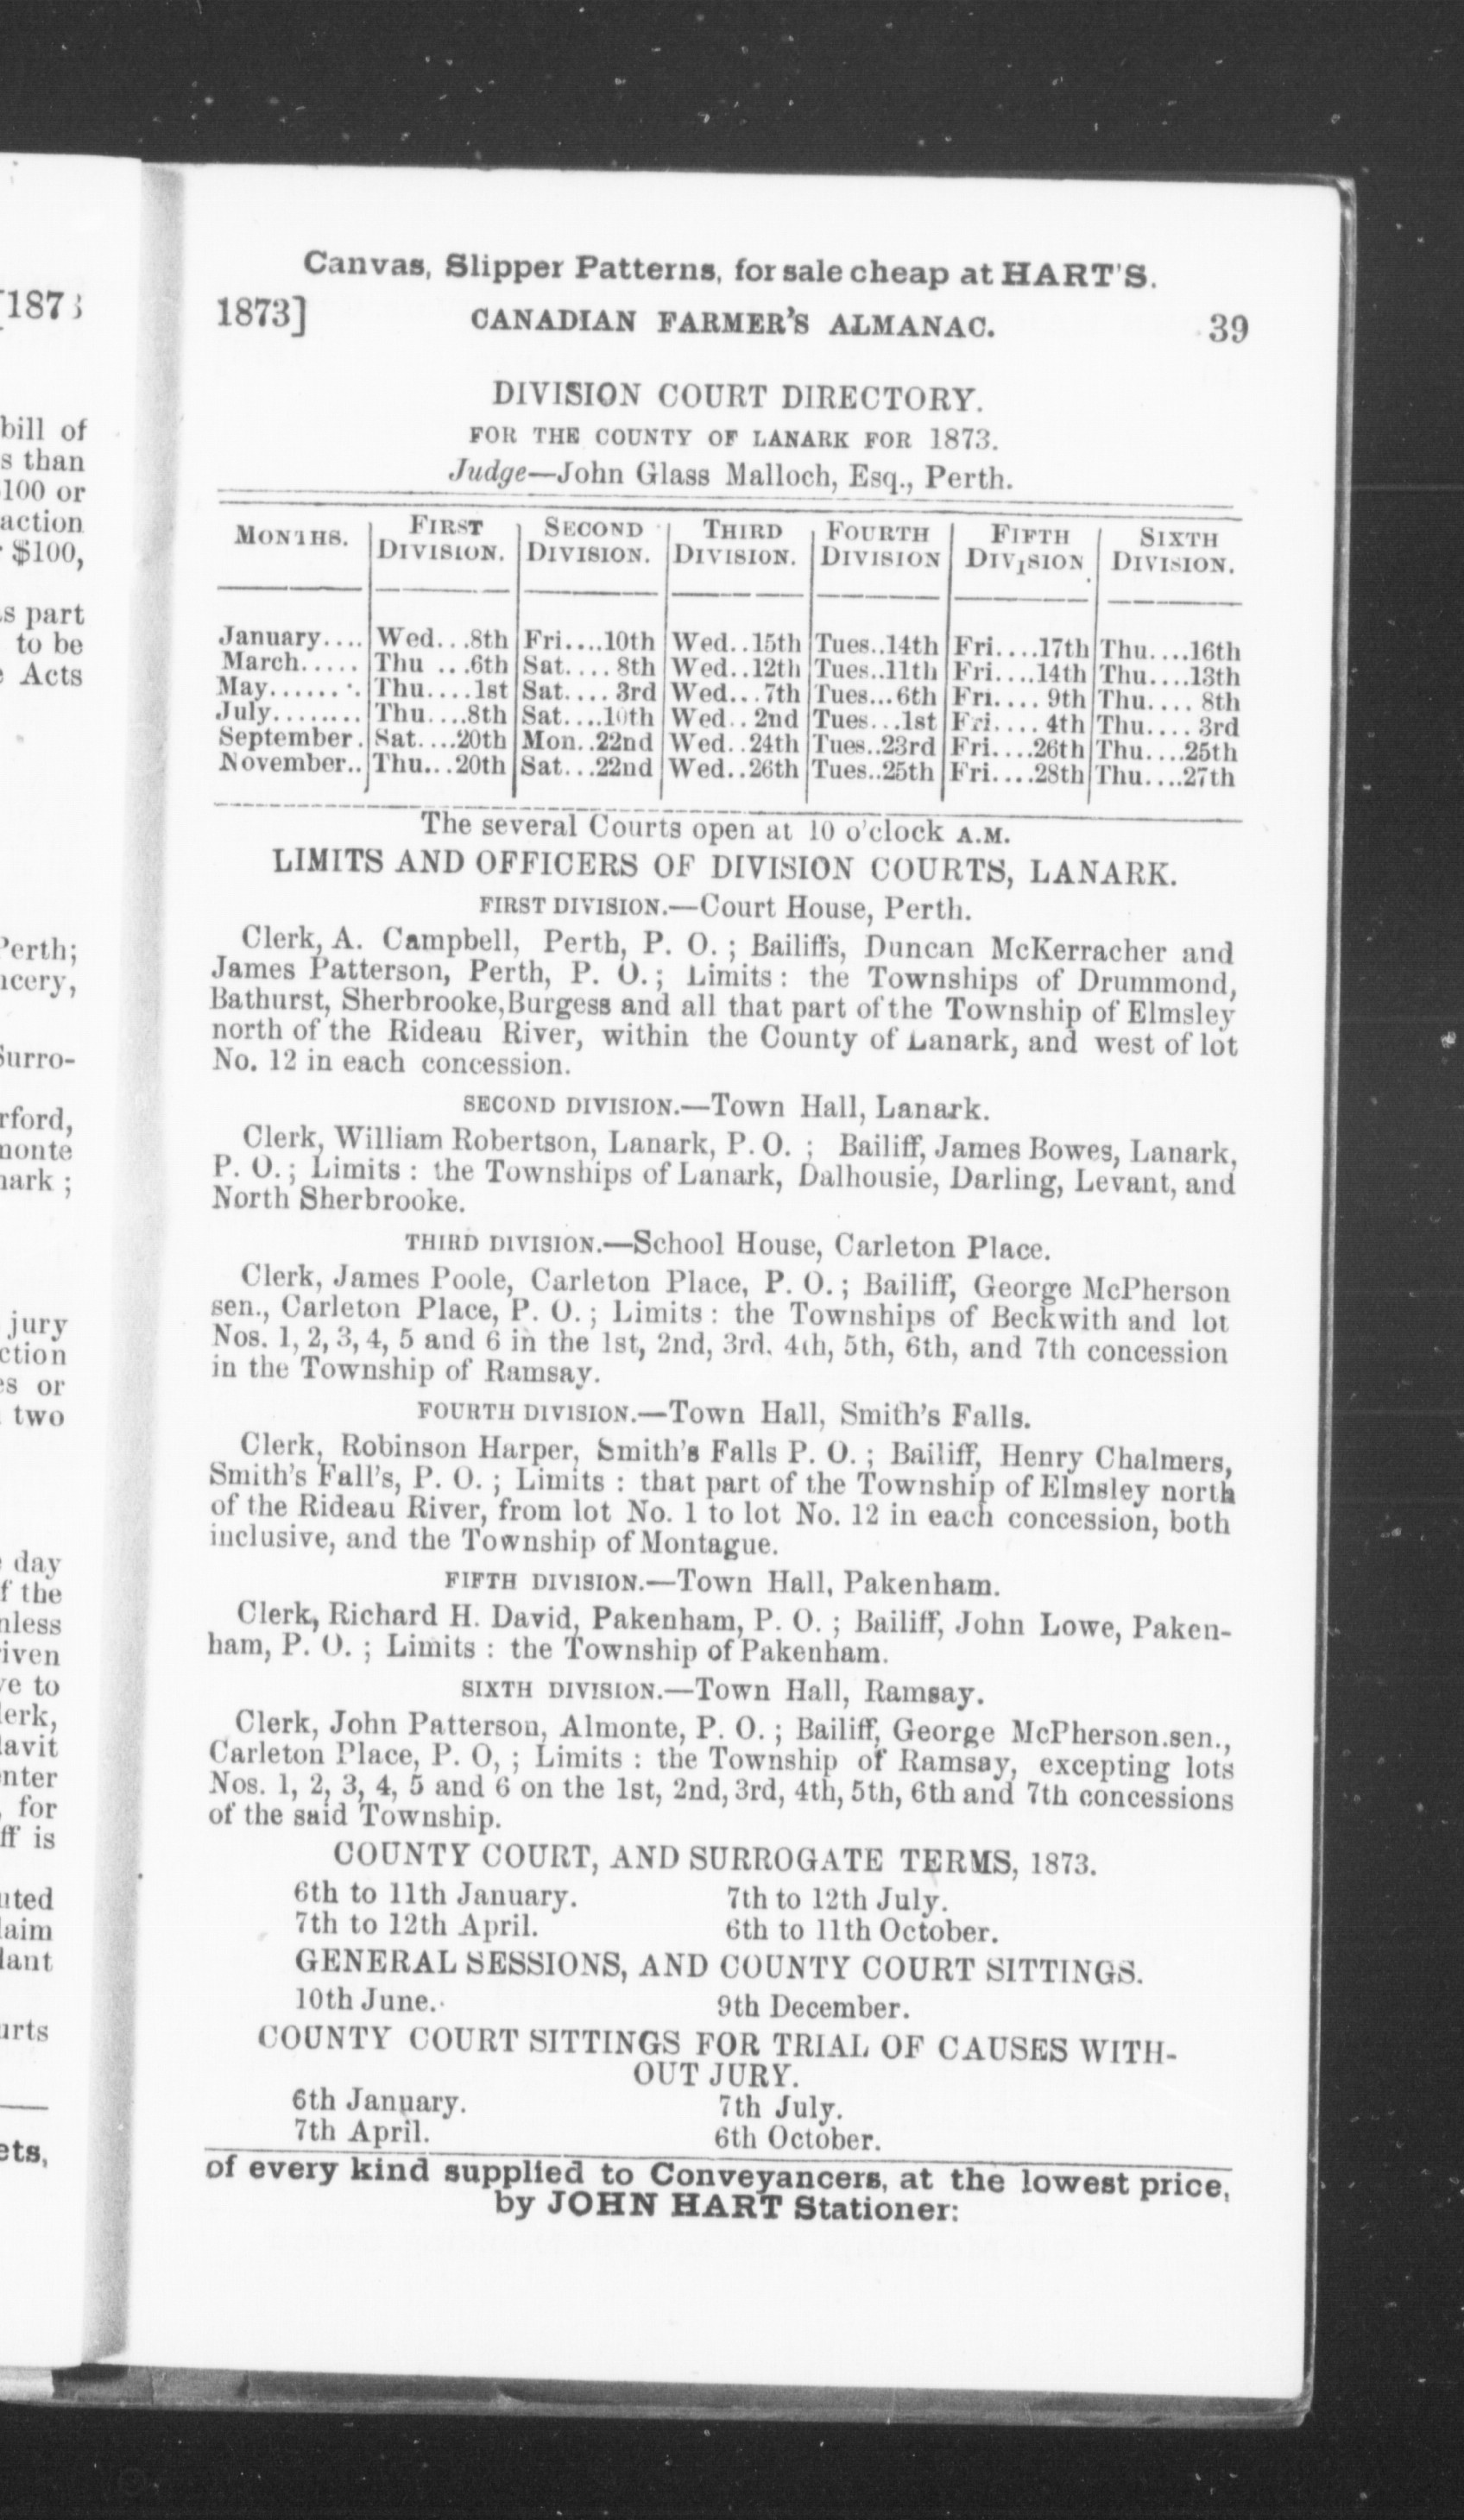 Canvas, Slipper Patterns, for sale cheap at HART'S.
1873] CANADIAN FARMER'S ALMANAC. 39
DIVISION COURT DIRECTORY.
FOR THE COUNTY OF LANARK FOR 1873.
Judge—John Glass Malloch, Esq., Perth.
MONTHS. FIRST DIVISION. SECOND DIVISION. THIRD DIVISION. FOURTH DIVISION FIFTH DIVISION. SIXTH DIVISION.
January.... Wed...8th Fri....10th Wed..15th Tues..14th Fri....17th Thu....16th
March..... Thu ...6th Sat.... 8th Wed..12th Tues..11th Fri....14th Thu....13th
May....... Thu....1st Sat.... 3rd Wed... 7th Tues...6th Fri.... 9th Thu.... 8th
July........ Thu....8th Sat....10th Wed.. 2nd Tues...1st Fri.... 4th Thu.... 3rd
September. Sat....20th Mon..22nd Wed..24th Tues..23rd Fri....26th Thu....25th
November.. Thu...20th Sat...22nd Wed..26th Tues..25th Fri....28th Thu....27th
The several Courts open at 10 o'clock A.M.
LIMITS AND OFFICERS OF DIVISION COURTS, LANARK.
FIRST DIVISION.—Court House, Perth.
Clerk, A. Campbell, Perth, P. O. ; Bailiffs, Duncan McKerracher and
James Patterson, Perth, P. O.; Limits: the Townships of Drummond,
Bathurst, Sherbrooke,Burgess and all that part of the Township of Elmsley
north of the Rideau River, within the County of Lanark, and west of lot
No. 12 in each concession.
SECOND DIVISION.—Town Hall, Lanark.
Clerk, William Robertson, Lanark, P. O. ; Bailiff, James Bowes, Lanark,
P. O.; Limits : the Townships of Lanark, Dalhousie, Darling, Levant, and
North Sherbrooke.
THIRD DIVISION.—School House, Carleton Place.
Clerk, James Poole, Carleton Place, P. O. ; Bailiff, George McPherson
sen., Carleton Place, P. O. ; Limits : the Townships of Beckwith and lot
Nos. 1, 2, 3, 4, 5 and 6 in the 1st, 2nd, 3rd. 4th, 5th, 6th, and 7th concession
in the Township of Ramsay.
FOURTH DIVISION.—Town Hall, Smith's Falls.
Clerk, Robinson Harper, Smith's Falls P. O. ; Bailiff, Henry Chalmers,
Smith's Fall's, P. O. ; Limits : that part of the Township of Elmsley north
of the Rideau River, from lot No. 1 to lot No. 12 in each concession, both
inclusive, and the Township of Montague.
FIFTH DIVISION.—Town Hall, Pakenham.
Clerk, Richard H. David, Pakenham, P. O. ; Bailiff, John Lowe, Paken-
ham, P. O. ; Limits : the Township of Pakenham.
SIXTH DIVISION.—Town Hall, Ramsay.
Clerk, John Patterson, Almonte, P. O. ; Bailiff, George McPherson.sen.,
Carleton Place, P. O, ; Limits : the Township of Ramsay, excepting lots
Nos. 1, 2, 3, 4, 5 and 6 on the 1st, 2nd, 3rd, 4th, 5th, 6th and 7th concessions
of the said Township.
COUNTY COURT, AND SURROGATE TERMS, 1873.
6th to 11th January. 7th to 12th July.
7th to 12th April. 6th to 11th October.
GENERAL SESSIONS, AND COUNTY COURT SITTINGS.
10th June. 9th December.
COUNTY COURT SITTINGS FOR TRIAL OF CAUSES WITH-
OUT JURY.
6th January. 7th July.
7th April. 6th October.
of every kind supplied to Conveyancers, at the lowest price,
by JOHN HART Stationer: